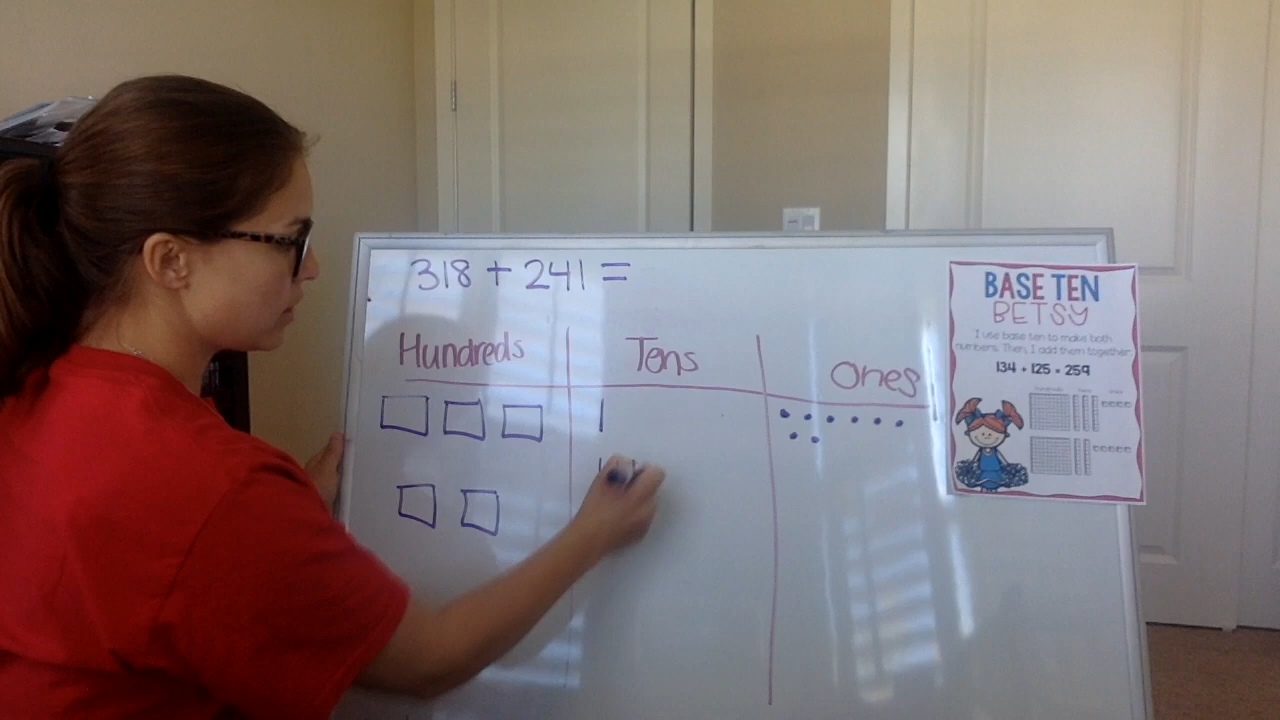 318 + 241 =
Hundreds Tens Ones
BASE TEN
BETSY
I use base ten to make both
numbers. Then, I add them together.
134 + 125 = 259